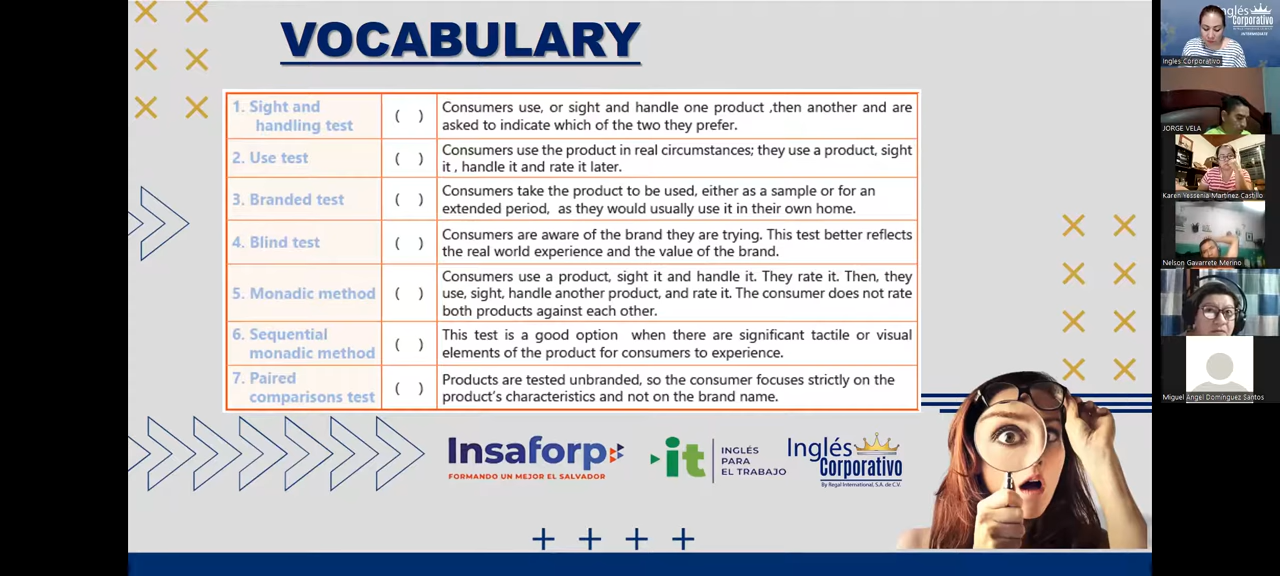 VOCABULARY
1. Sight and handling test ( ) Consumers use, or sight and handle one product ,then another and are
asked to indicate which of the two they prefer.
2. Use test ( ) Consumers use the product in real circumstances; they use a product, sight
it , handle it and rate it later.
3. Branded test ( ) Consumers take the product to be used, either as a sample or for an
extended period, as they would usually use it in their own home.
4. Blind test ( ) Consumers are aware of the brand they are trying. This test better reflects
the real world experience and the value of the brand.
5. Monadic method ( ) Consumers use a product, sight it and handle it. They rate it. Then, they
use, sight, handle another product, and rate it. The consumer does not rate
both products against each other.
6. Sequential monadic method ( ) This test is a good option when there are significant tactile or visual
elements of the product for consumers to experience.
7. Paired comparisons test ( ) Products are tested unbranded, so the consumer focuses strictly on the
product's characteristics and not on the brand name.
Insaforp
FORMANDO UN MEJOR EL SALVADOR
it
INGLÉS
PARA
EL TRABAJO
Inglés
Corporativo
By Regal International, S.A. de C.V.
Inglés
Corporativo
INTERMEDIATE
Ingles Corporativo
JORGE VELA
Karen Yessenia Martínez Castillo
Nelson Gavarrete Merino
Miguel Angel Dominguez Santos